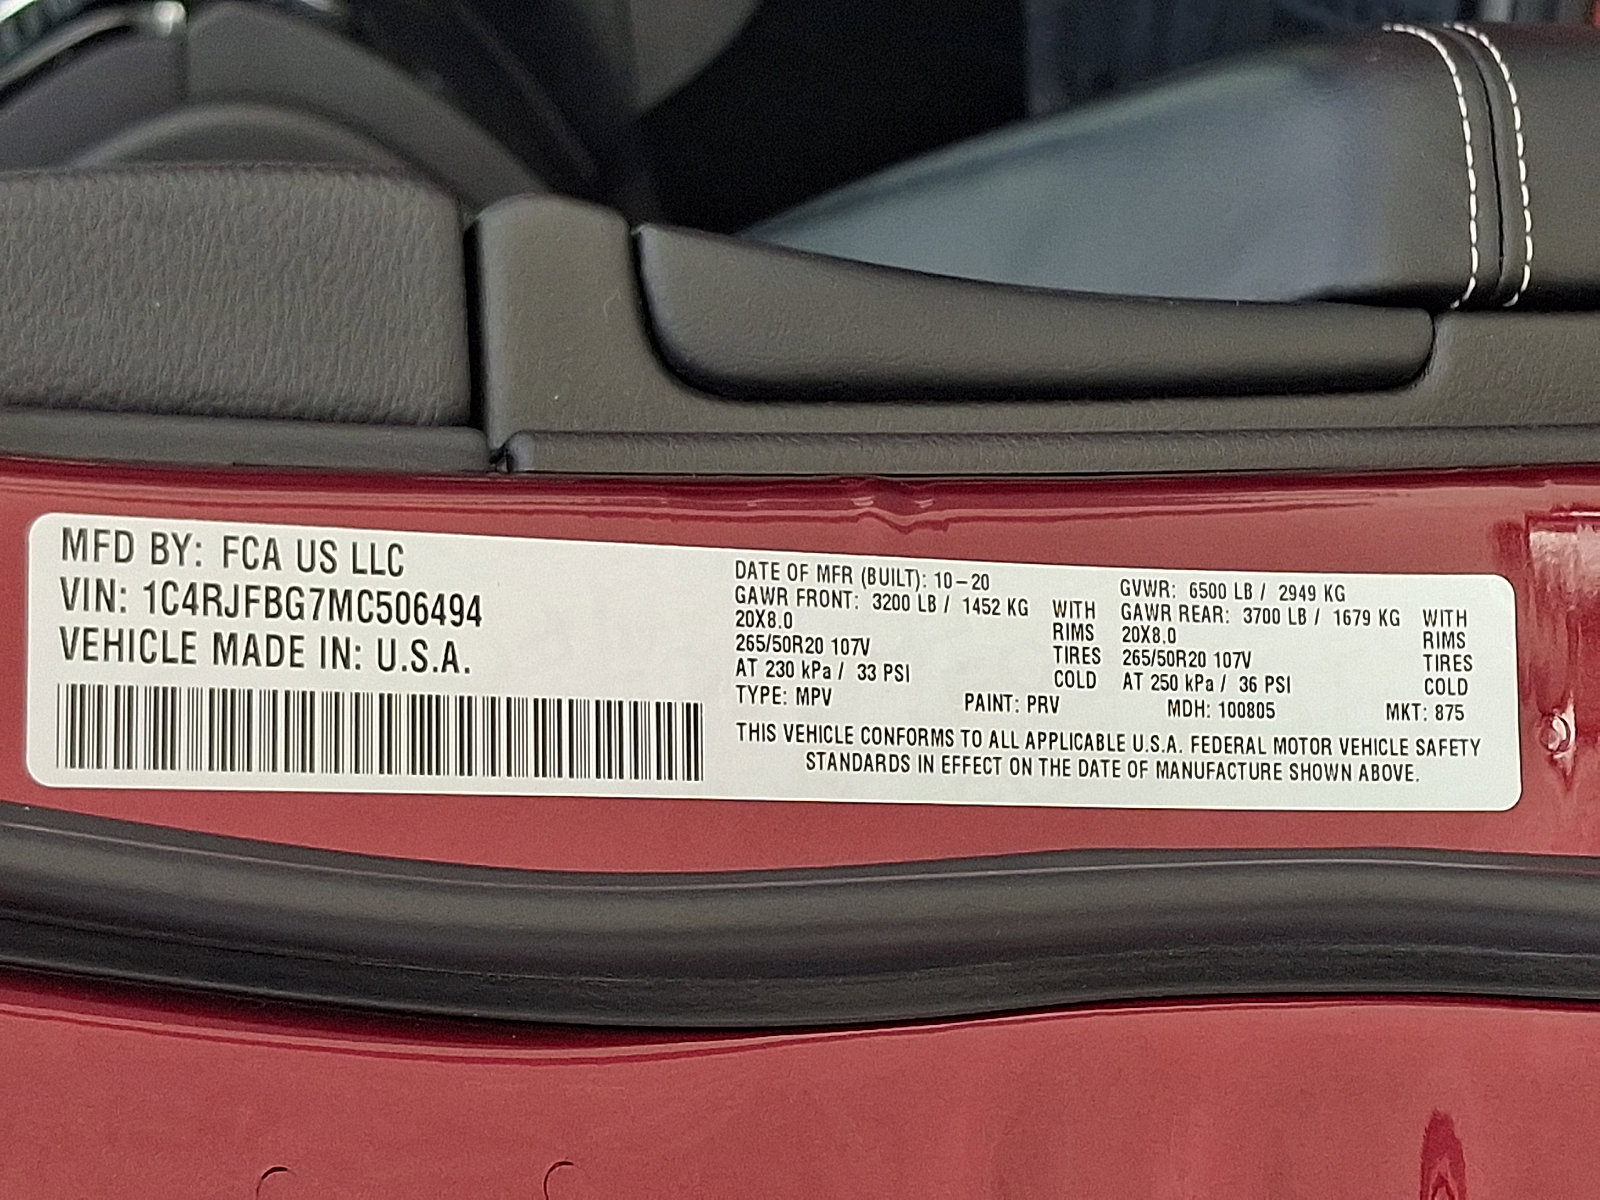 MFD BY: FCA US LLC
VIN: 1C4RJFBG7MC506494
VEHICLE MADE IN: U.S.A.
DATE OF MFR (BUILT): 10-20
GAWR FRONT: 3200 LB / 1452 KG WITH
20X8.0 RIMS
265/50R20 107V TIRES
AT 230 kPa / 33 PSI COLD
GVWR: 6500 LB / 2949 KG
GAWR REAR: 3700 LB / 1679 KG WITH
20X8.0 RIMS
265/50R20 107V TIRES
AT 250 kPa / 36 PSI COLD
TYPE: MPV PAINT: PRV MDH: 100805 MKT: 875
THIS VEHICLE CONFORMS TO ALL APPLICABLE U.S.A. FEDERAL MOTOR VEHICLE SAFETY
STANDARDS IN EFFECT ON THE DATE OF MANUFACTURE SHOWN ABOVE.